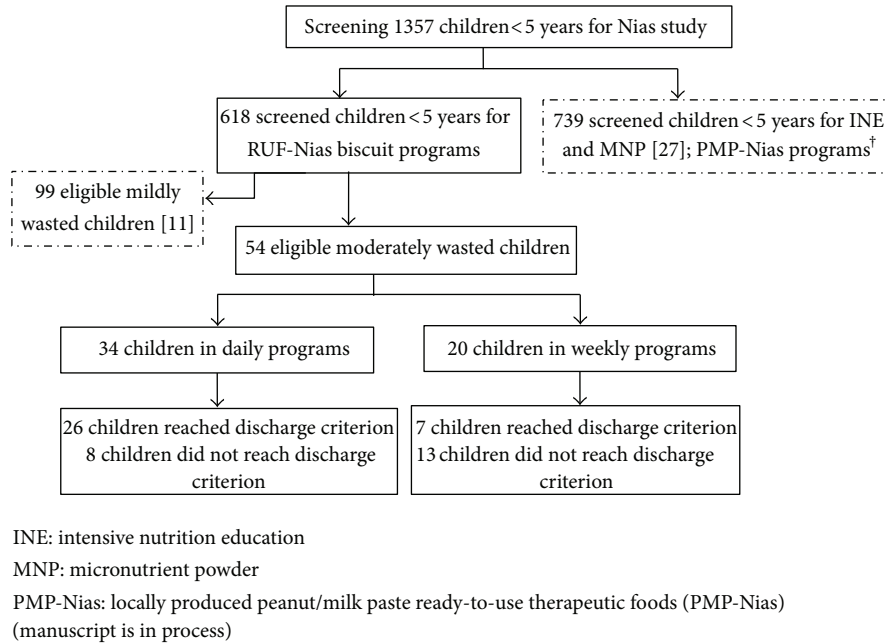 Screening 1357 children<5 years for Nias study
618 screened children<5 years for
RUF-Nias biscuit programs
739 screened children<5 years for INE
and MNP [27]; PMP-Nias programs†
99 eligible mildly
wasted children [11]
54 eligible moderately wasted children
34 children in daily programs
20 children in weekly programs
26 children reached discharge criterion
8 children did not reach discharge
criterion
7 children reached discharge criterion
13 children did not reach discharge
criterion
INE: intensive nutrition education
MNP: micronutrient powder
PMP-Nias: locally produced peanut/milk paste ready-to-use therapeutic foods (PMP-Nias)
(manuscript is in process)